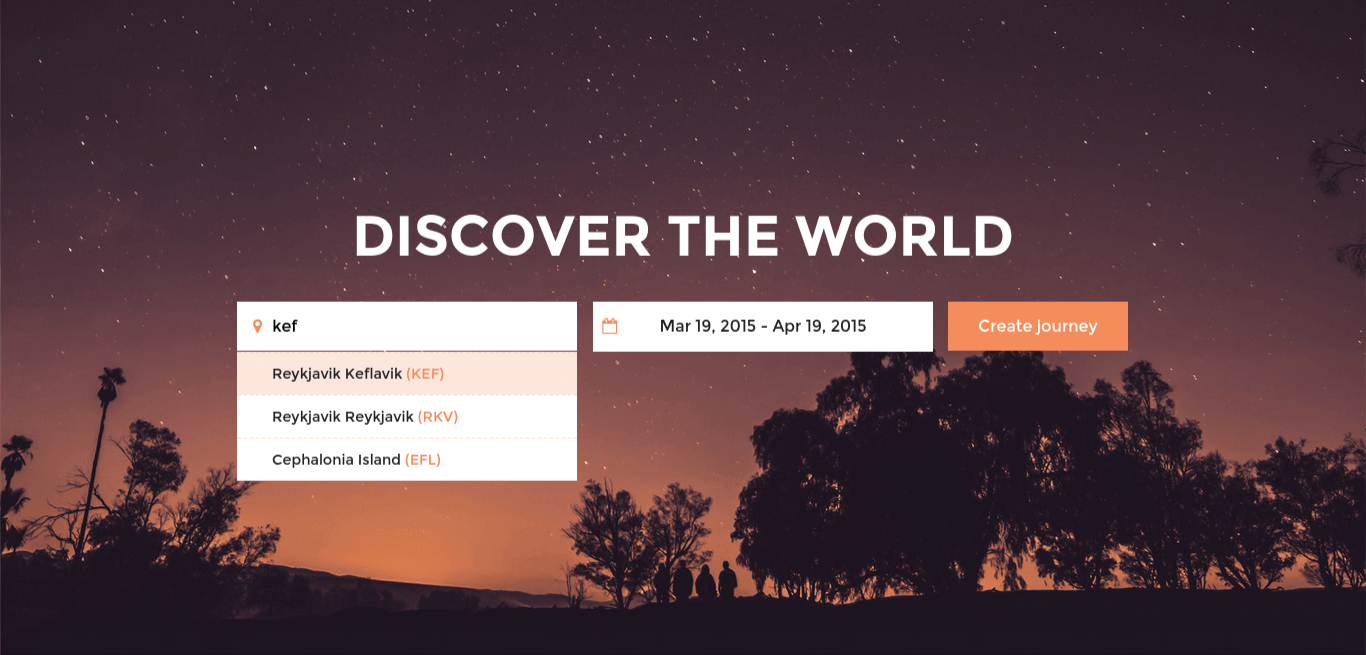 DISCOVER THE WORLD
kef
Mar 19, 2015 - Apr 19, 2015
Create journey
Reykjavik Keflavik (KEF)
Reykjavik Reykjavik (RKV)
Cephalonia Island (EFL)